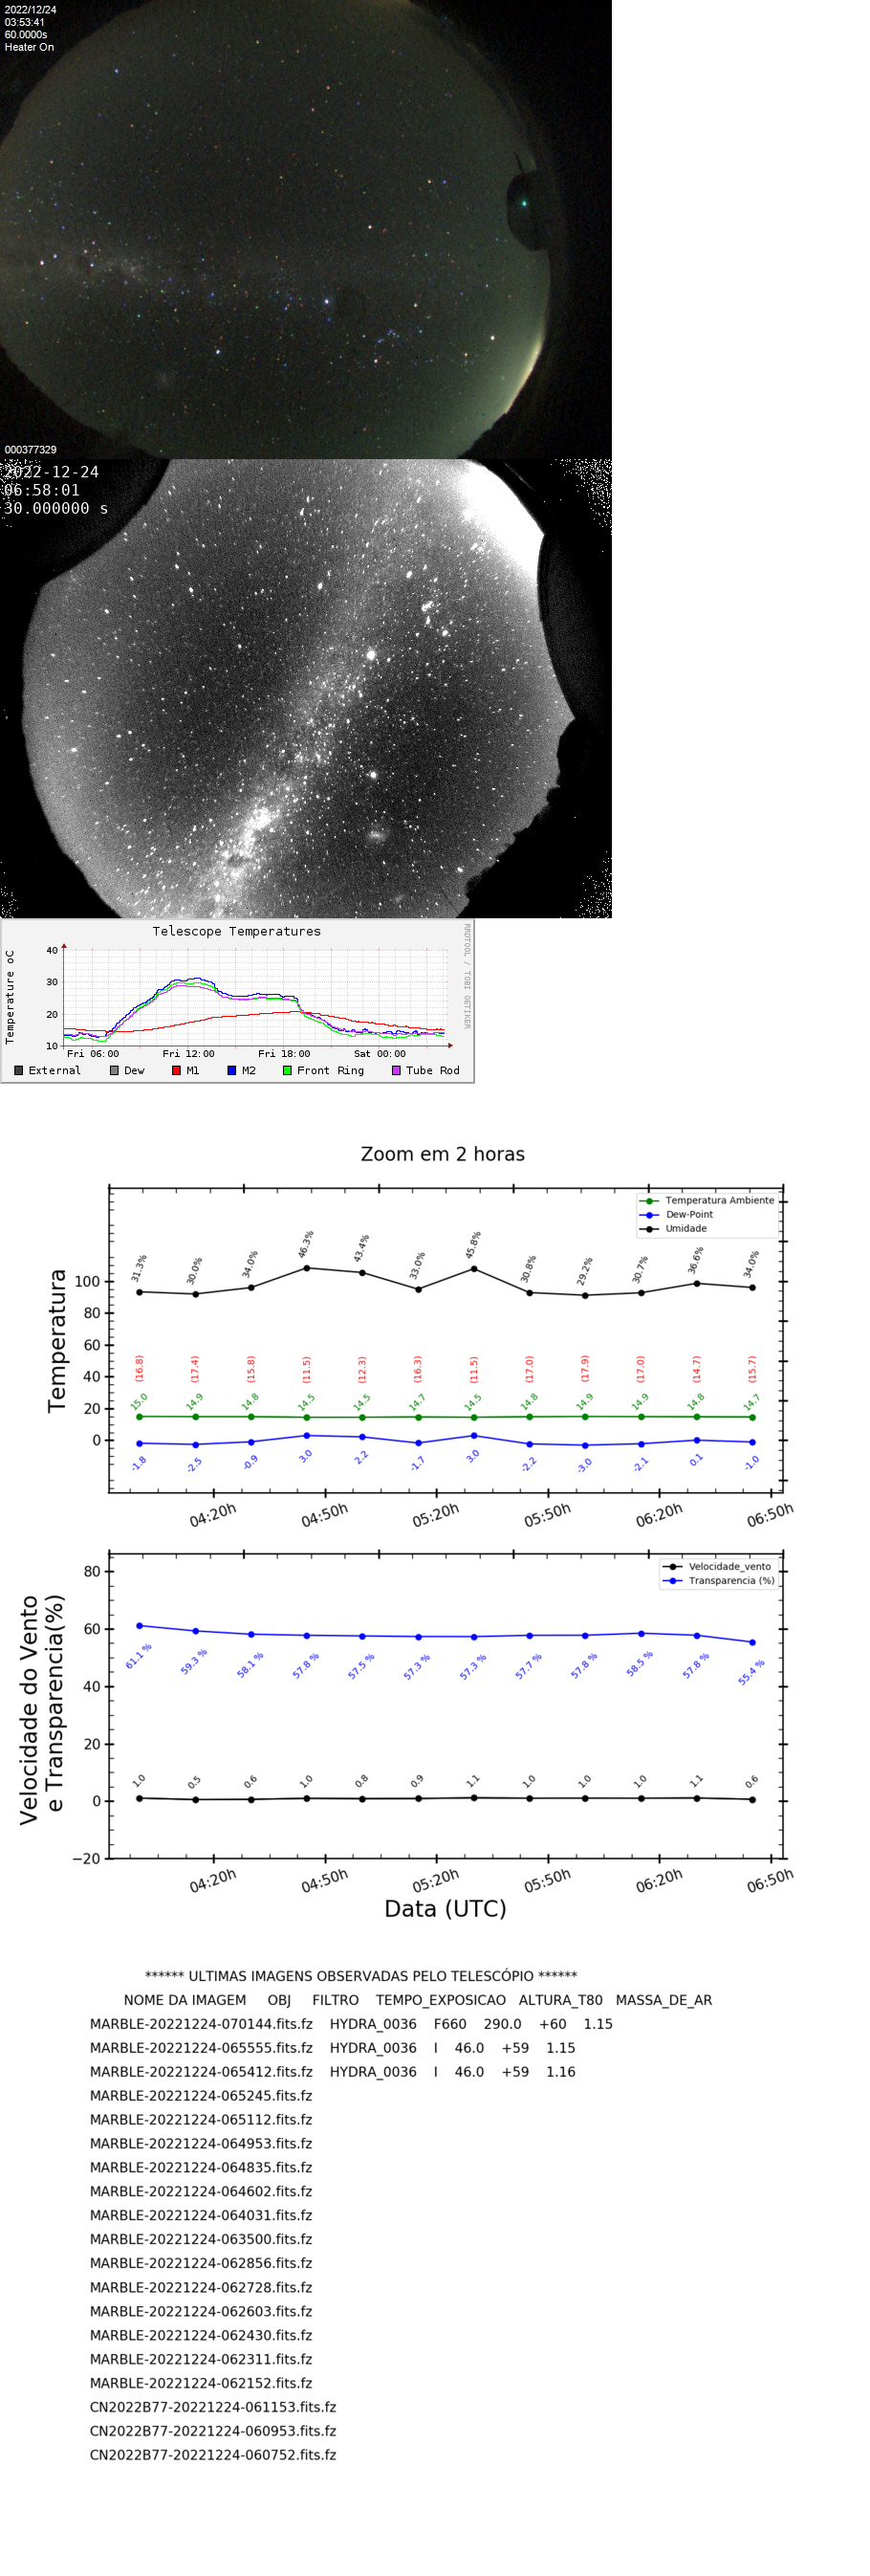 2022/12/24
03:53:41
60.0000s
Heater On
000377329
2022-12-24
06:58:01
30.000000 s
Telescope Temperatures
RRDTOOL / TOBI OETIKER
Temperature oC
40
30
20
10
Fri 06:00 Fri 12:00 Fri 18:00 Sat 00:00
External Dew M1 M2 Front Ring Tube Rod
Zoom em 2 horas
Temperatura Ambiente
Dew-Point
Umidade
Temperatura
100
80
60
40
20
0
31.3% 30.0% 34.0% 46.3% 43.4% 33.0% 45.8% 30.8% 29.2% 30.7% 36.6% 34.0%
(16.8) (17.4) (15.8) (11.5) (12.3) (16.3) (11.5) (17.0) (17.9) (17.0) (14.7) (15.7)
15.0 14.9 14.8 14.5 14.5 14.7 14.5 14.8 14.9 14.9 14.8 14.7
-1.8 -2.5 -0.9 3.0 2.2 -1.7 3.0 -2.2 -3.0 -2.1 0.1 -1.0
04:20h 04:50h 05:20h 05:50h 06:20h 06:50h
Velocidade_vento
Transparencia (%)
Velocidade do Vento
e Transparencia(%)
80
60
40
20
0
−20
61.1 % 59.3 % 58.1 % 57.8 % 57.5 % 57.3 % 57.3 % 57.7 % 57.8 % 58.5 % 57.8 % 55.4 %
1.0 0.5 0.6 1.0 0.8 0.9 1.1 1.0 1.0 1.0 1.1 0.6
04:20h 04:50h 05:20h 05:50h 06:20h 06:50h
Data (UTC)
****** ULTIMAS IMAGENS OBSERVADAS PELO TELESCÓPIO ******
NOME DA IMAGEM OBJ FILTRO TEMPO_EXPOSICAO ALTURA_T80 MASSA_DE_AR
MARBLE-20221224-070144.fits.fz HYDRA_0036 F660 290.0 +60 1.15
MARBLE-20221224-065555.fits.fz HYDRA_0036 I 46.0 +59 1.15
MARBLE-20221224-065412.fits.fz HYDRA_0036 I 46.0 +59 1.16
MARBLE-20221224-065245.fits.fz
MARBLE-20221224-065112.fits.fz
MARBLE-20221224-064953.fits.fz
MARBLE-20221224-064835.fits.fz
MARBLE-20221224-064602.fits.fz
MARBLE-20221224-064031.fits.fz
MARBLE-20221224-063500.fits.fz
MARBLE-20221224-062856.fits.fz
MARBLE-20221224-062728.fits.fz
MARBLE-20221224-062603.fits.fz
MARBLE-20221224-062430.fits.fz
MARBLE-20221224-062311.fits.fz
MARBLE-20221224-062152.fits.fz
CN2022B77-20221224-061153.fits.fz
CN2022B77-20221224-060953.fits.fz
CN2022B77-20221224-060752.fits.fz